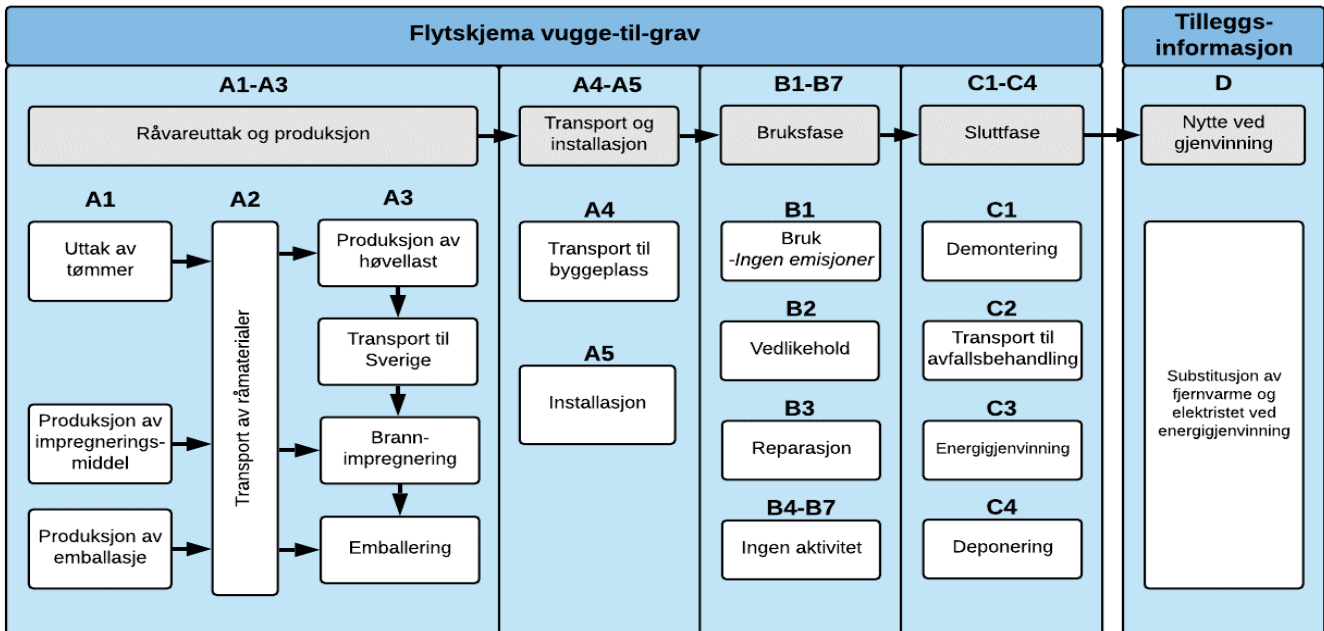 Flytskjema vugge-til-grav
Tilleggs-
informasjon
A1-A3
A4-A5
B1-B7
C1-C4
D
Råvareuttak og produksjon
Transport og
installasjon
Bruksfase
Sluttfase
Nytte ved
gjenvinning
A1
Uttak av
tømmer
Produksjon av
impregnerings-
middel
Produksjon av
emballasje
A2
Transport av råmaterialer
A3
Produksjon av
høvellast
Transport til
Sverige
Brann-
impregnering
Emballering
A4
Transport til
byggeplass
A5
Installasjon
B1
Bruk
-Ingen emisjoner
B2
Vedlikehold
B3
Reparasjon
B4-B7
Ingen aktivitet
C1
Demontering
C2
Transport til
avfallsbehandling
C3
Energigjenvinning
C4
Deponering
Substitusjon av
fjernvarme og
elektristet ved
energigjenvinning